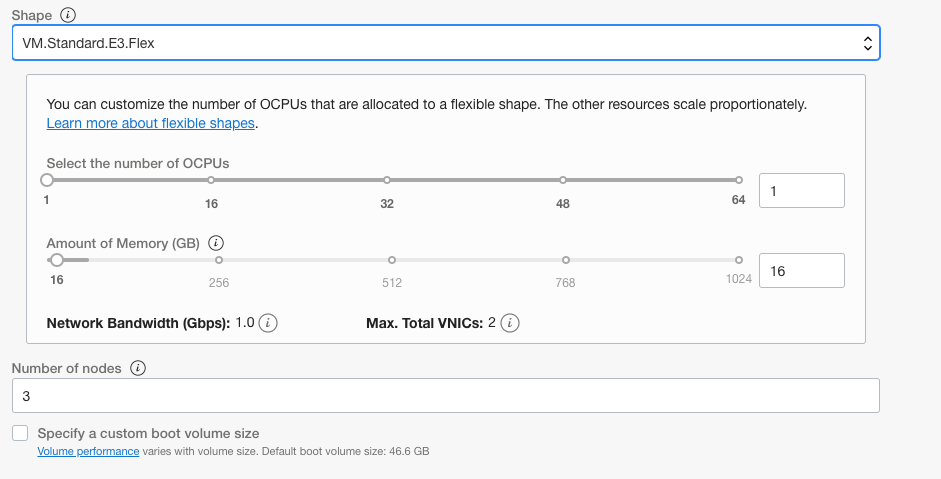 Shape
VM.Standard.E3.Flex
You can customize the number of OCPUs that are allocated to a flexible shape. The other resources scale proportionately.
Learn more about flexible shapes.
Select the number of OCPUs
1
1 16 32 48 64
Amount of Memory (GB)
16
16 256 512 768 1024
Network Bandwidth (Gbps): 1.0 Max. Total VNICs: 2
Number of nodes
3
Specify a custom boot volume size
Volume performance varies with volume size. Default boot volume size: 46.6 GB